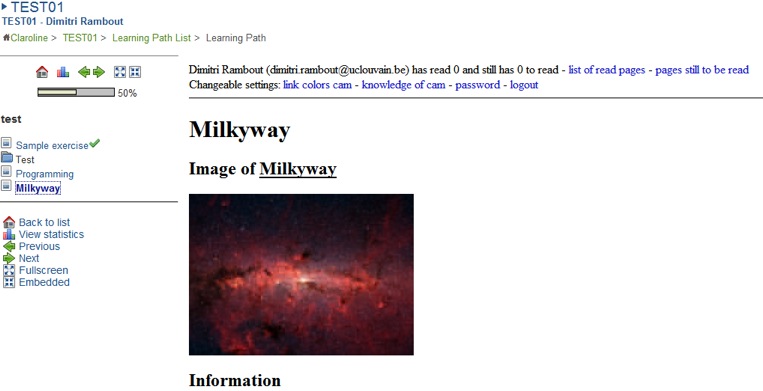 TEST01
TEST01 - Dimitri Rambout
Claroline > TEST01 > Learning Path List > Learning Path
50%
test
Sample exercise
Test
Programming
Milkyway
Back to list
View statistics
Previous
Next
Fullscreen
Embedded
Dimitri Rambout (dimitri.rambout@uclouvain.be) has read 0 and still has 0 to read - list of read pages - pages still to be read
Changeable settings: link colors cam - knowledge of cam - password - logout
Milkyway
Image of Milkyway
Information